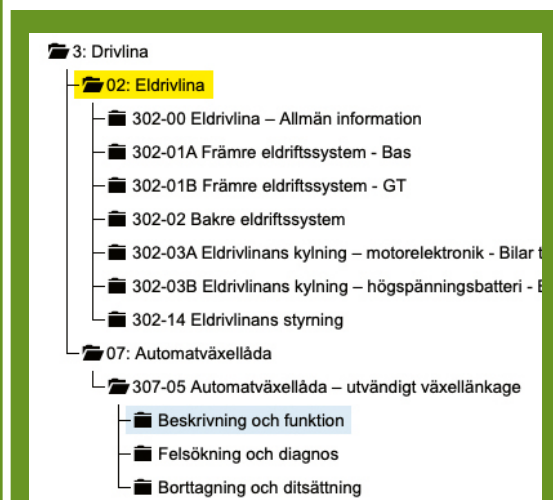 3: Drivlina
02: Eldrivlina
302-00 Eldrivlina – Allmän information
302-01A Främre eldriftssystem - Bas
302-01B Främre eldriftssystem - GT
302-02 Bakre eldriftssystem
302-03A Eldrivlinans kylning – motorelektronik - Bilar
302-03B Eldrivlinans kylning – högspänningsbatteri -
302-14 Eldrivlinans styrning
07: Automatväxellåda
307-05 Automatväxellåda – utvändigt växellänkage
Beskrivning och funktion
Felsökning och diagnos
Borttagning och ditsättning